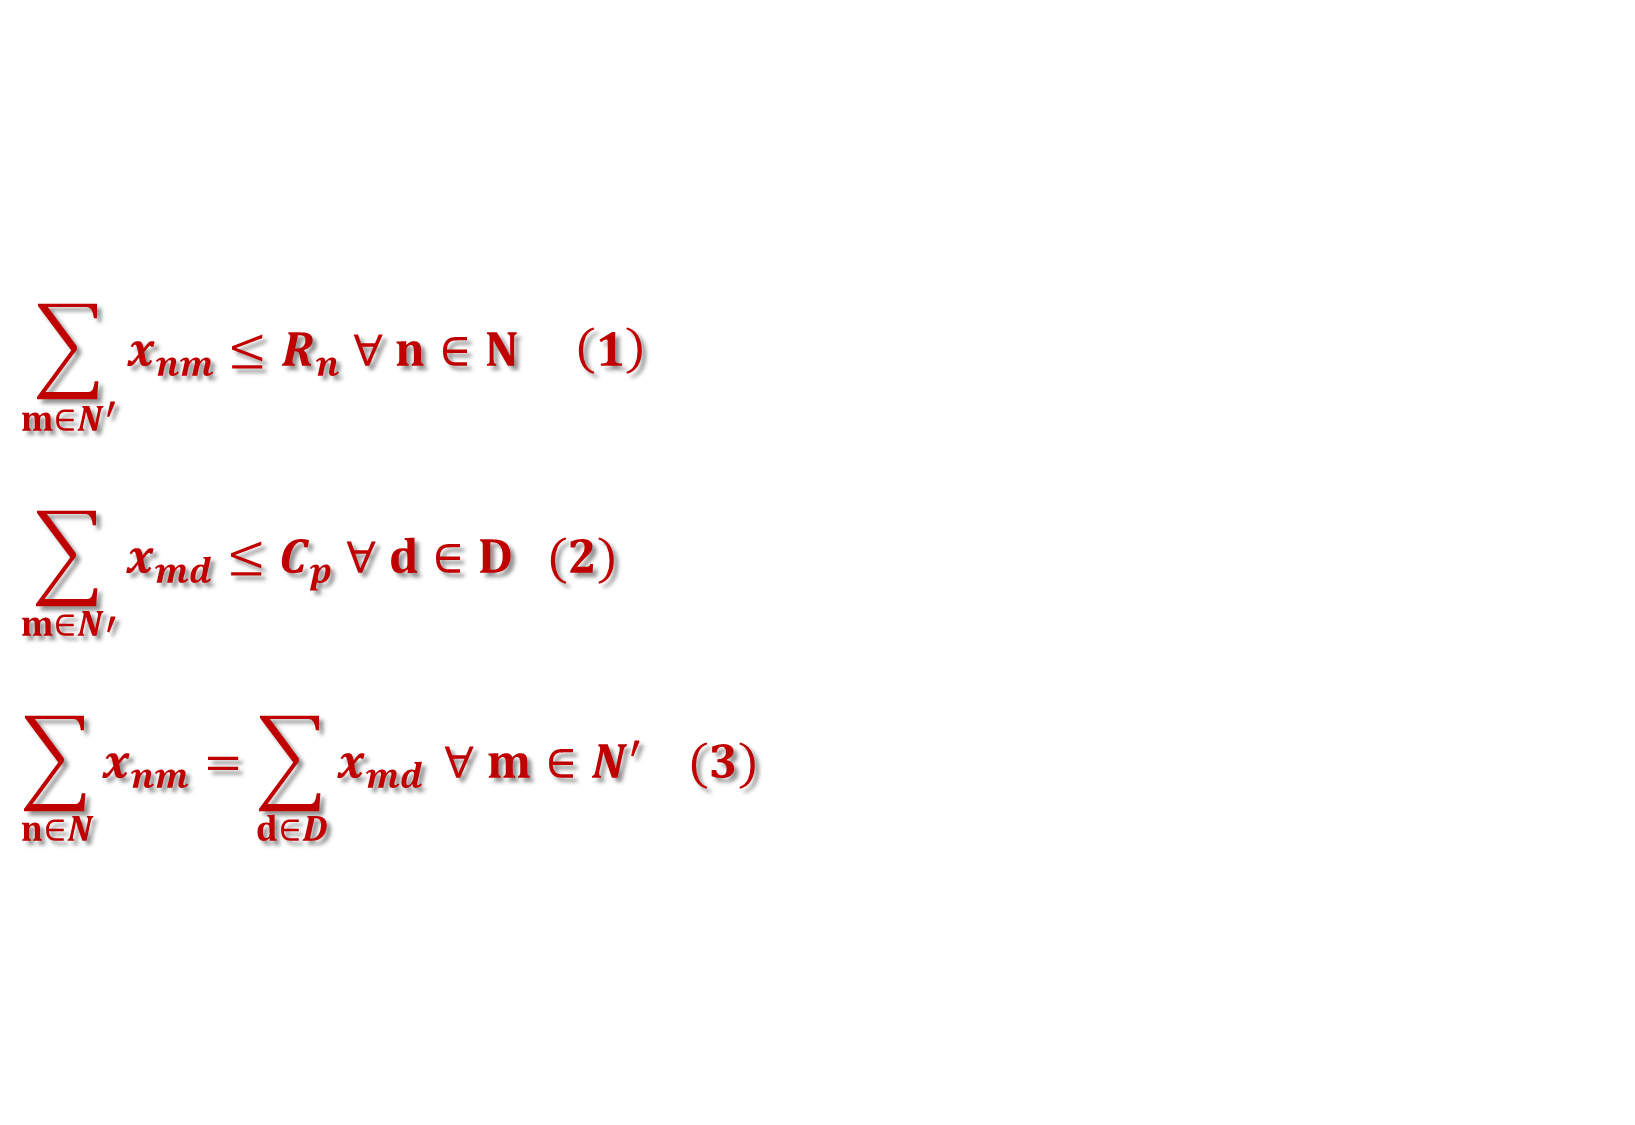 ∑_{m∈N′} x_{nm} ≤ R_n ∀ n ∈ N (1)
∑_{m∈N′} x_{md} ≤ C_p ∀ d ∈ D (2)
∑_{n∈N} x_{nm} = ∑_{d∈D} x_{md} ∀ m ∈ N′ (3)